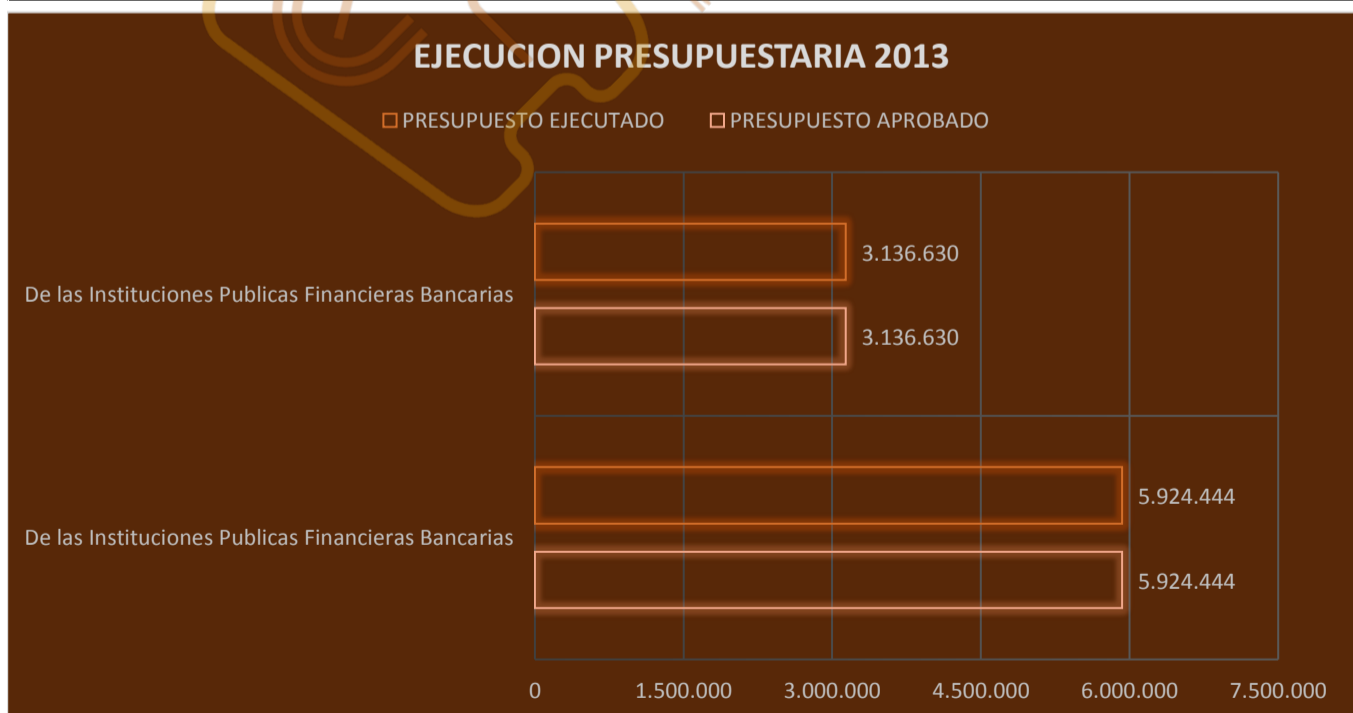 EJECUCION PRESUPUESTARIA 2013
PRESUPUESTO EJECUTADO PRESUPUESTO APROBADO
De las Instituciones Publicas Financieras Bancarias
3.136.630
3.136.630
De las Instituciones Publicas Financieras Bancarias
5.924.444
5.924.444
0 1.500.000 3.000.000 4.500.000 6.000.000 7.500.000